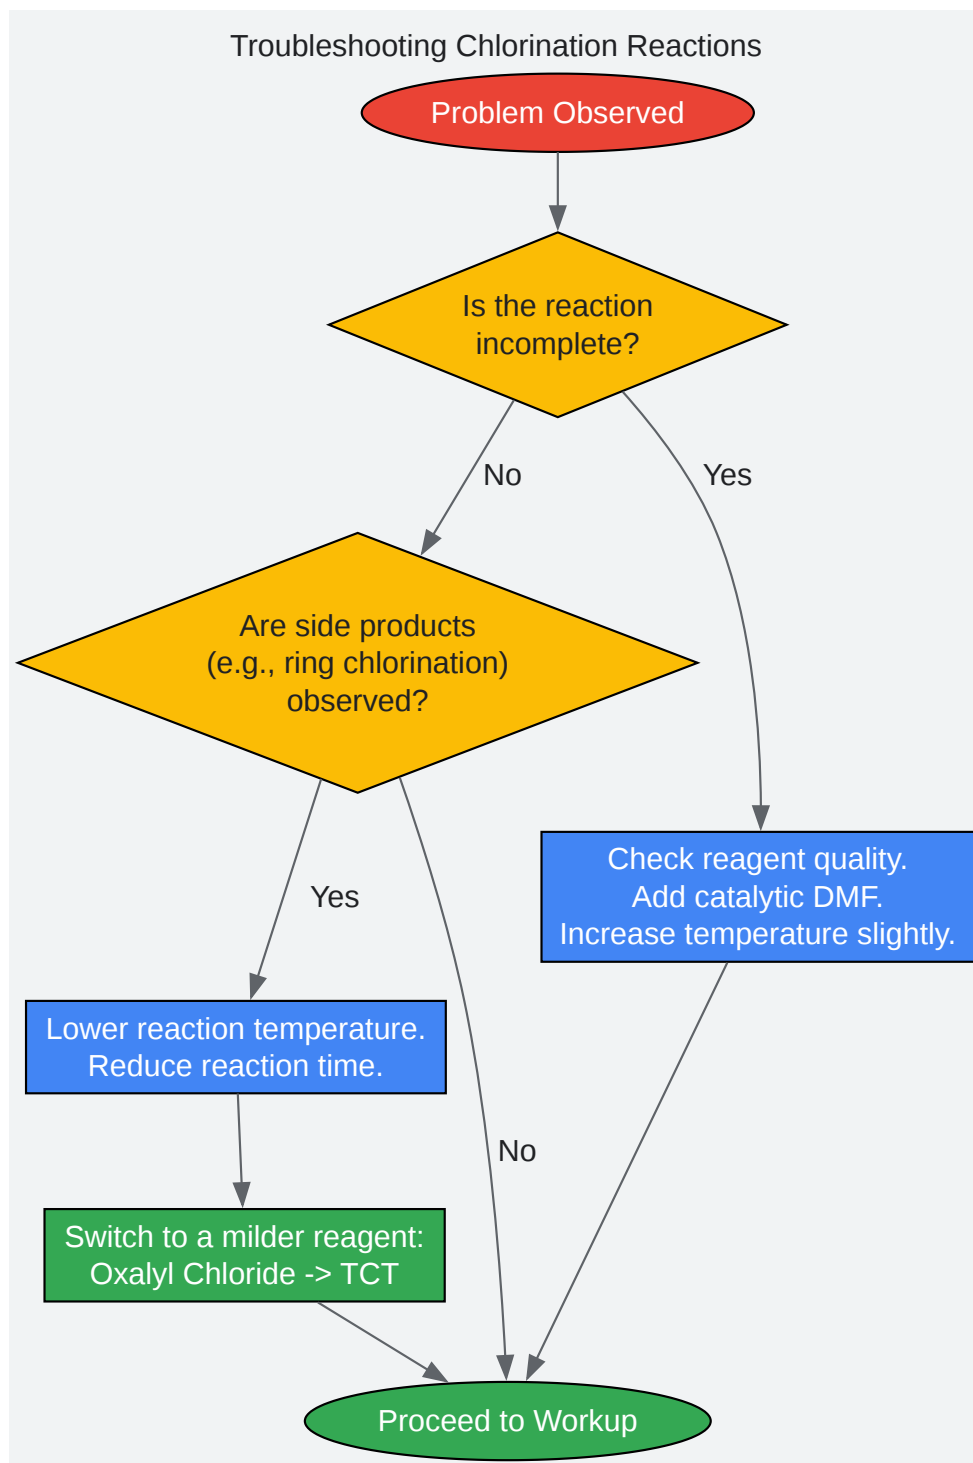 Troubleshooting Chlorination Reactions
Problem Observed
Is the reaction
incomplete?
No
Yes
Are side products
(e.g., ring chlorination)
observed?
Check reagent quality.
Add catalytic DMF.
Increase temperature slightly.
Yes
Lower reaction temperature.
Reduce reaction time.
No
Switch to a milder reagent:
Oxalyl Chloride -> TCT
Proceed to Workup